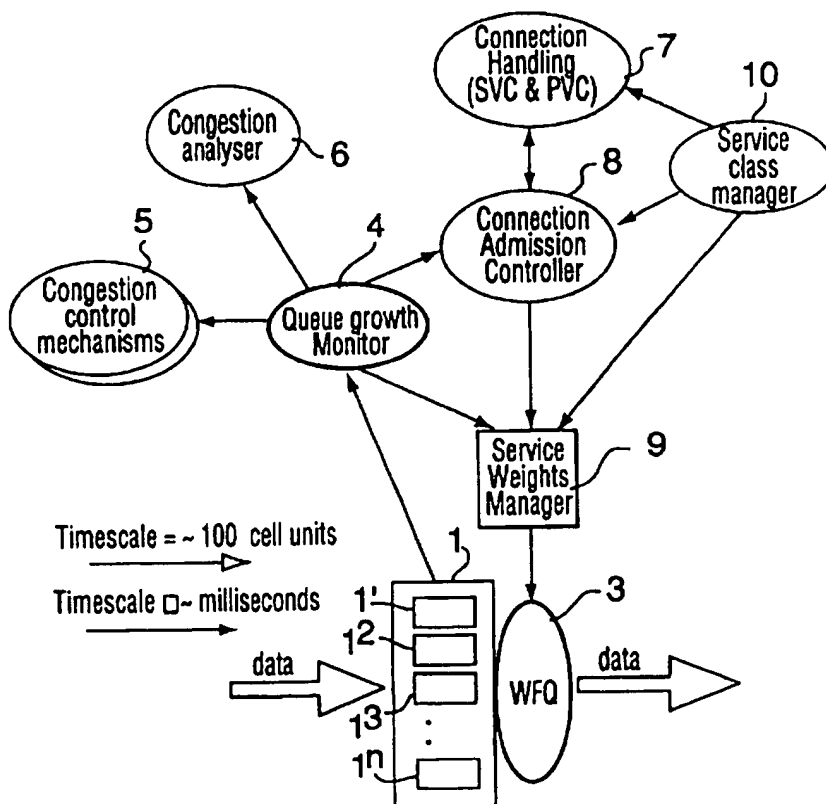 Connection
Handling
(SVC & PVC)
7
10
Congestion
analyser
6
Service
class
manager
8
5
4
Connection
Admission
Controller
Congestion
control
mechanisms
Queue growth
Monitor
Service
Weights
Manager
9
Timescale = ~ 100 cell units
Timescale □~ milliseconds
1
3
1'
1²
1³
:
1ⁿ
data
WFQ
data